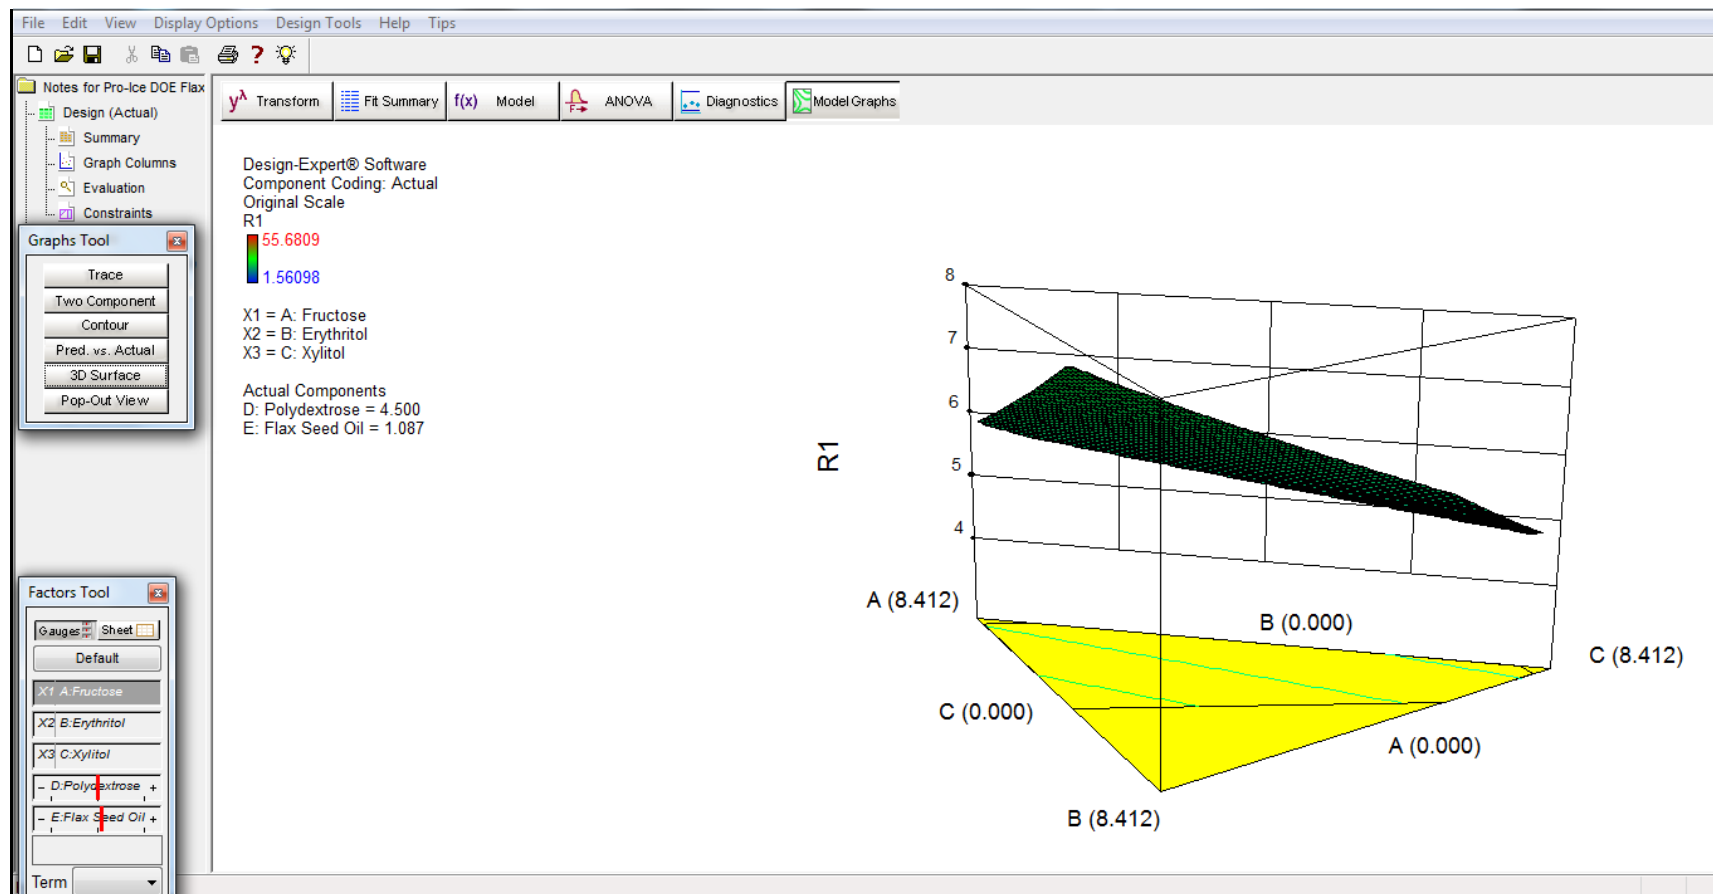 File Edit View Display Options Design Tools Help Tips
Notes for Pro-Ice DOE Flax
Design (Actual)
Summary
Graph Columns
Evaluation
Constraints
Graphs Tool
Trace
Two Component
Contour
Pred. vs. Actual
3D Surface
Pop-Out View
Factors Tool
Gauges Sheet
Default
X1 A:Fructose
X2 B:Erythritol
X3 C:Xylitol
- D:Polydextrose +
- E:Flax Seed Oil +
Term
yλ Transform Fit Summary f(x) Model ANOVA Diagnostics Model Graphs
Design-Expert® Software
Component Coding: Actual
Original Scale
R1
55.6809
1.56098
X1 = A: Fructose
X2 = B: Erythritol
X3 = C: Xylitol
Actual Components
D: Polydextrose = 4.500
E: Flax Seed Oil = 1.087
8
7
6
5
4
R1
A (8.412)
B (0.000)
C (8.412)
C (0.000)
A (0.000)
B (8.412)